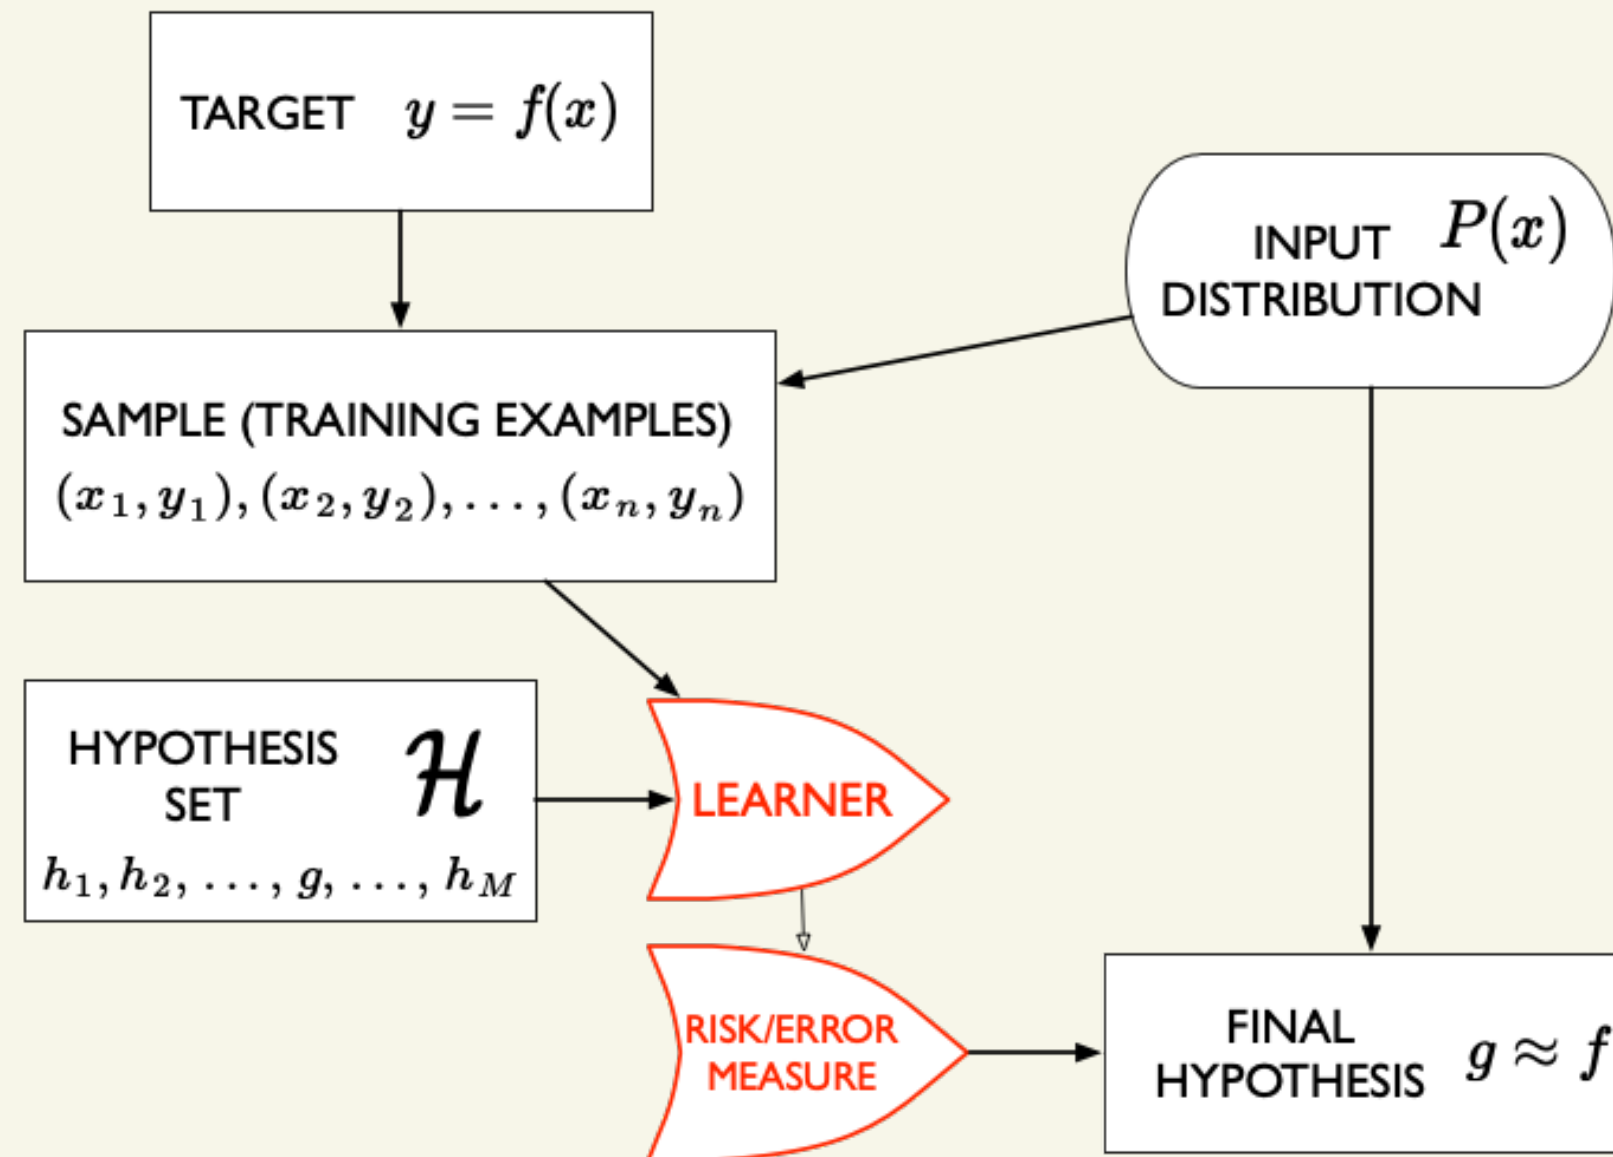 TARGET y = f(x)
INPUT P(x)
DISTRIBUTION
SAMPLE (TRAINING EXAMPLES)
(x₁, y₁), (x₂, y₂), . . . , (xₙ, yₙ)
HYPOTHESIS
SET ℋ
h₁, h₂, . . . , g, . . . , h_M
LEARNER
RISK/ERROR
MEASURE
FINAL
HYPOTHESIS g ≈ f